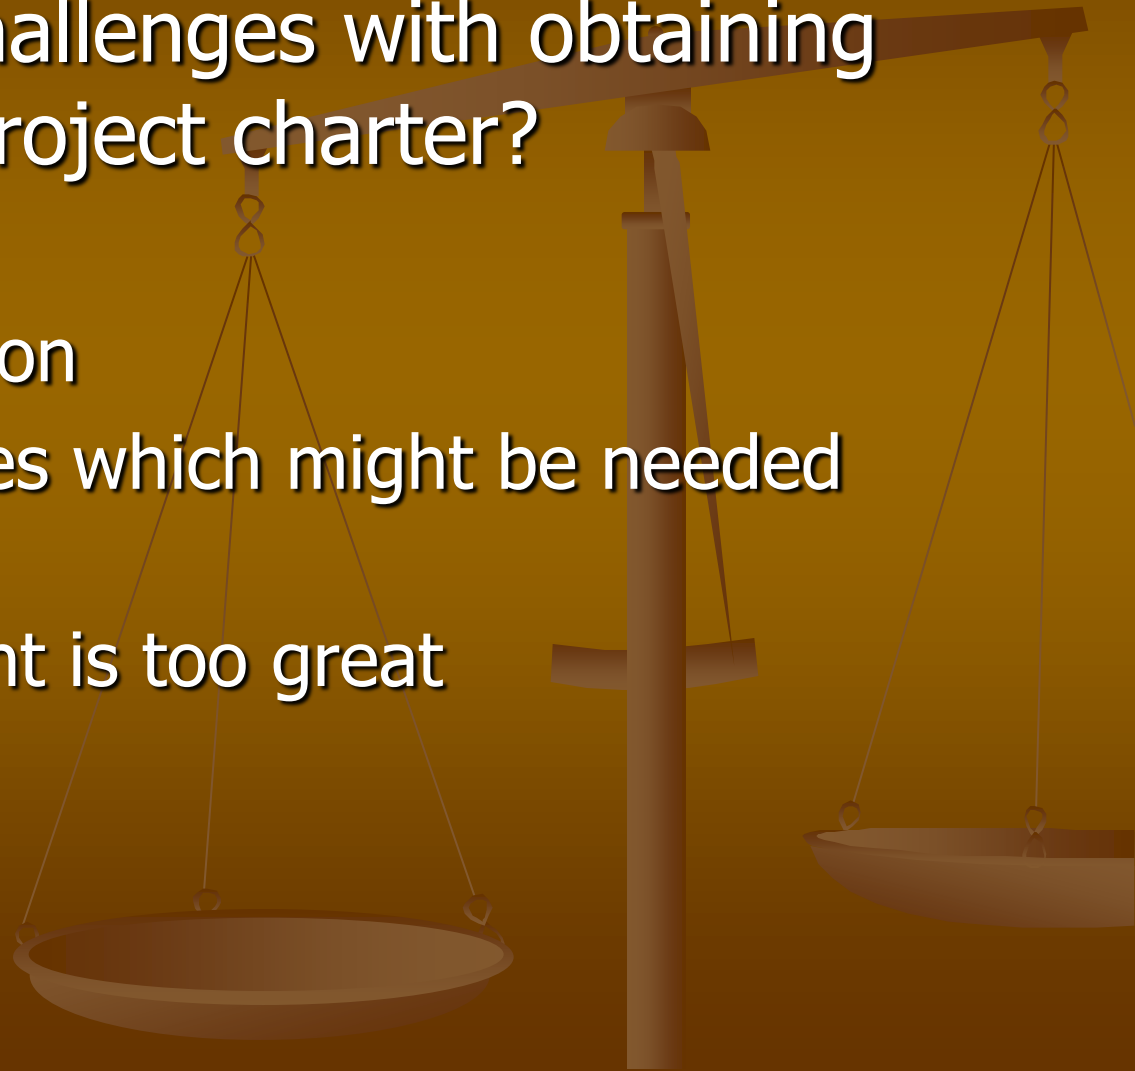 hallenges with obtaining
roject charter?
on
es which might be needed
nt is too great